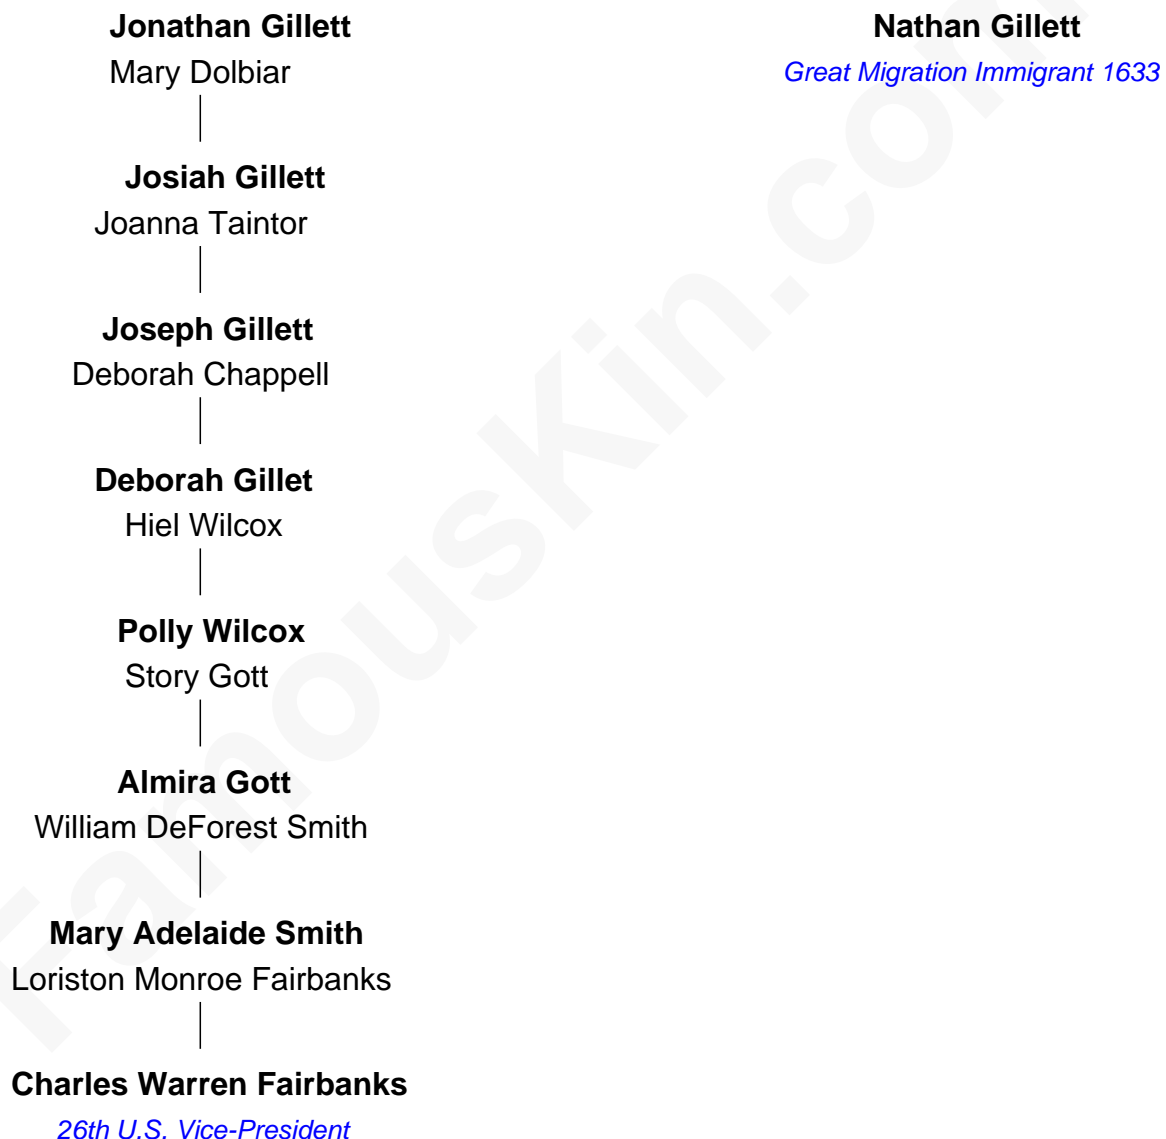 Jonathan Gillett
Mary Dolbiar
Nathan Gillett
Great Migration Immigrant 1633
Josiah Gillett
Joanna Taintor
Joseph Gillett
Deborah Chappell
Deborah Gillet
Hiel Wilcox
Polly Wilcox
Story Gott
Almira Gott
William DeForest Smith
Mary Adelaide Smith
Loriston Monroe Fairbanks
Charles Warren Fairbanks
26th U.S. Vice-President
FamousKin.com